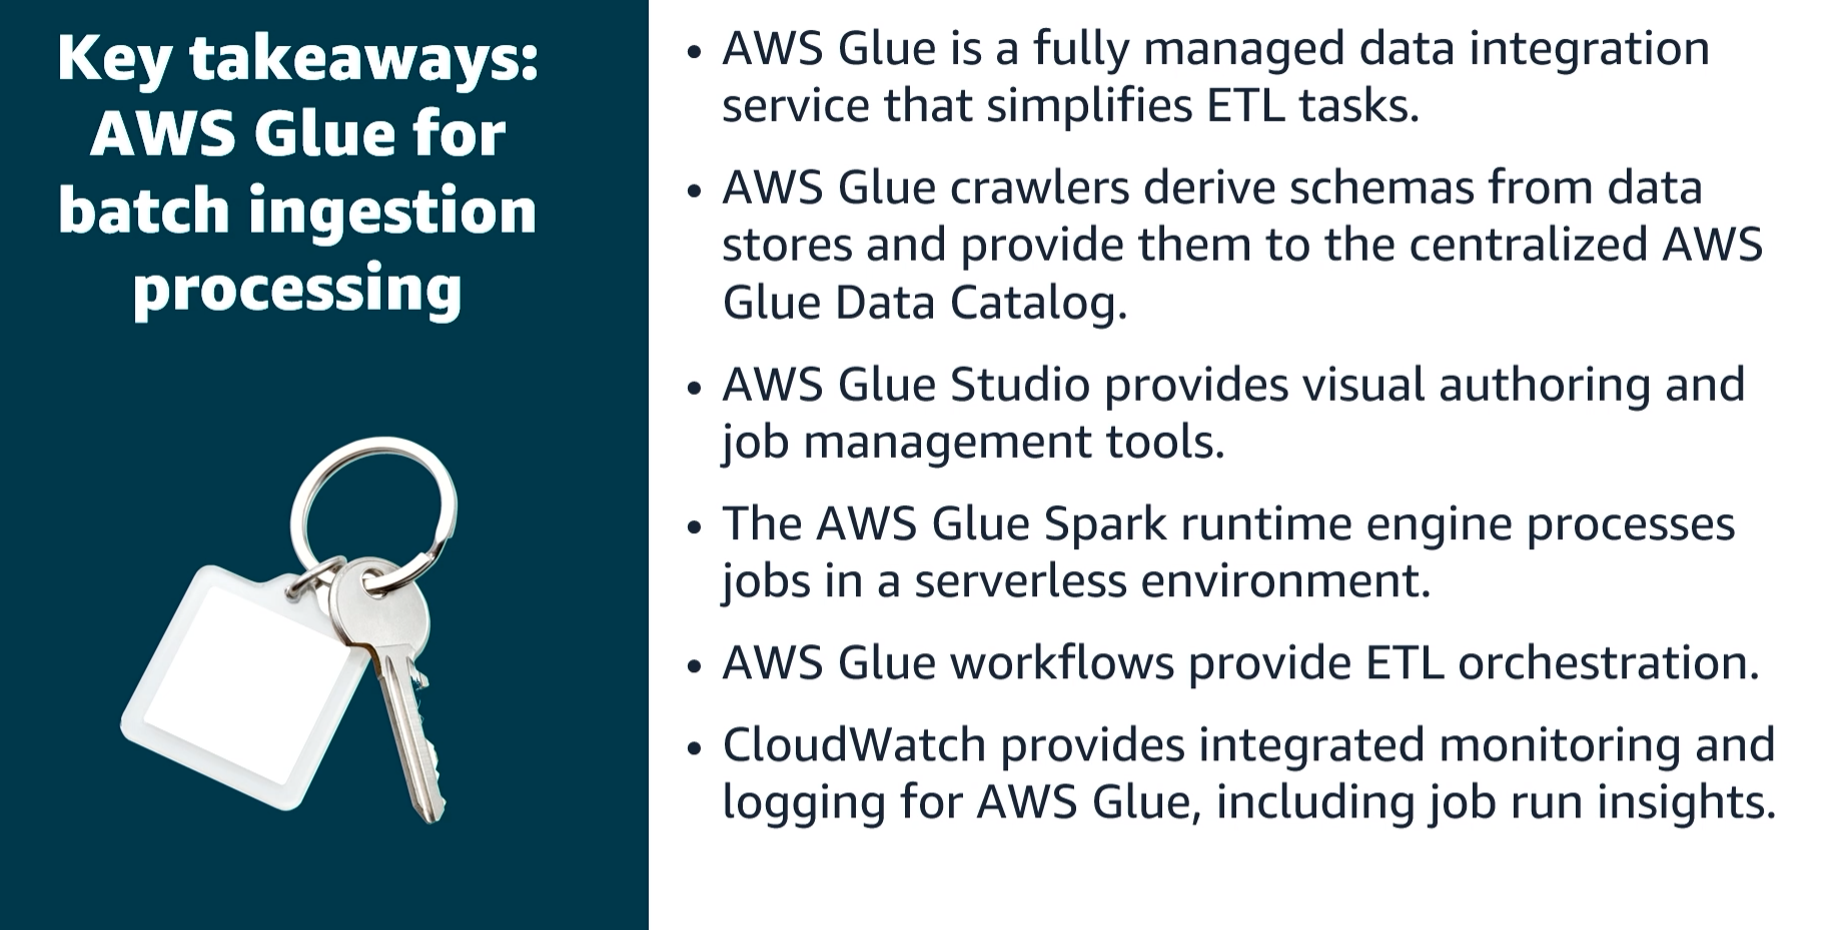 Key takeaways:
AWS Glue for
batch ingestion
processing
• AWS Glue is a fully managed data integration
service that simplifies ETL tasks.
• AWS Glue crawlers derive schemas from data
stores and provide them to the centralized AWS
Glue Data Catalog.
• AWS Glue Studio provides visual authoring and
job management tools.
• The AWS Glue Spark runtime engine processes
jobs in a serverless environment.
• AWS Glue workflows provide ETL orchestration.
• CloudWatch provides integrated monitoring and
logging for AWS Glue, including job run insights.